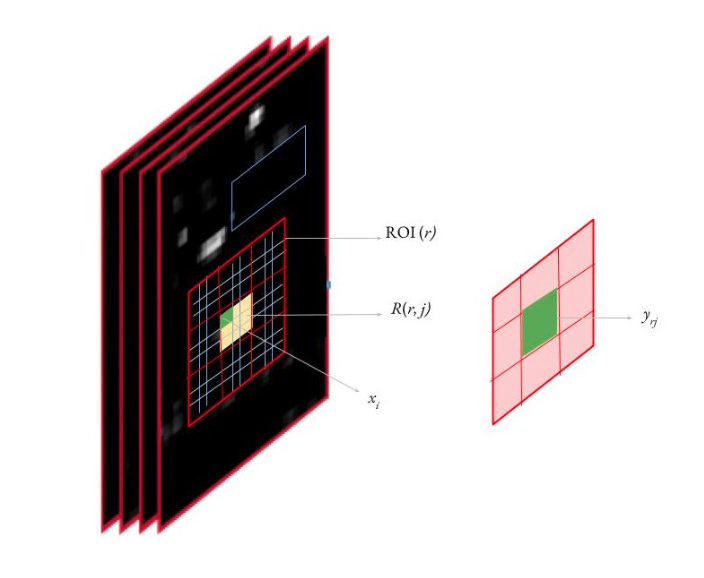 ROI (r)
R(r, j)
y_rj
x_i